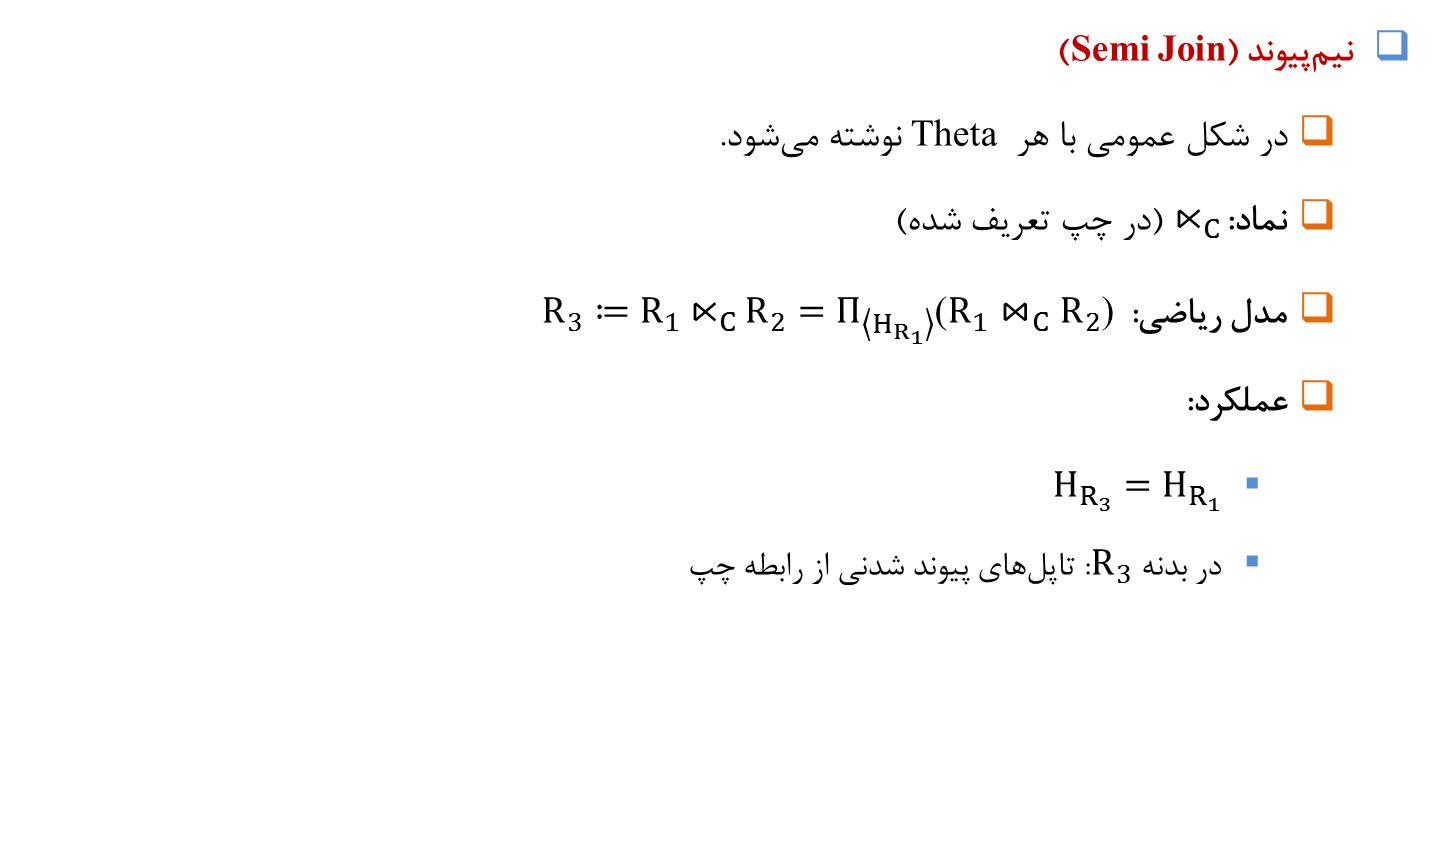 نیم‌پیوند (Semi Join)
در شکل عمومی با هر Theta نوشته می‌شود.
نماد: ⋉C (در چپ تعریف شده)
مدل ریاضی: R3 ≔ R1 ⋉C R2 = Π⟨HR1⟩(R1 ⋈C R2)
عملکرد:
HR3 = HR1
در بدنه R3: تاپل‌های پیوند شدنی از رابطه چپ